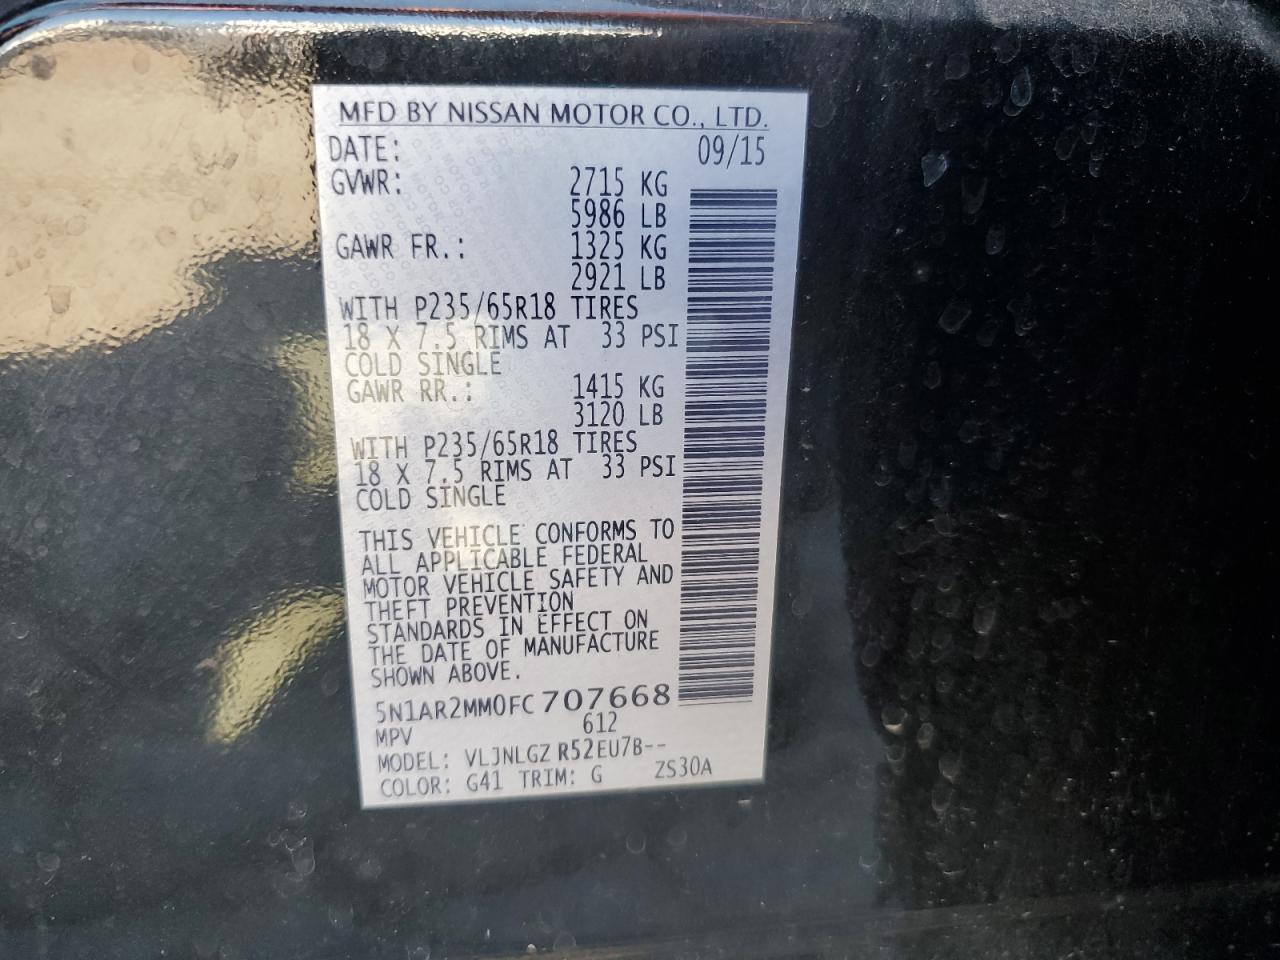 MFD BY NISSAN MOTOR CO., LTD.
DATE: 09/15
GVWR: 2715 KG
5986 LB
GAWR FR.: 1325 KG
2921 LB
WITH P235/65R18 TIRES
18 X 7.5 RIMS AT 33 PSI
COLD SINGLE
GAWR RR.: 1415 KG
3120 LB
WITH P235/65R18 TIRES
18 X 7.5 RIMS AT 33 PSI
COLD SINGLE
THIS VEHICLE CONFORMS TO
ALL APPLICABLE FEDERAL
MOTOR VEHICLE SAFETY AND
THEFT PREVENTION
STANDARDS IN EFFECT ON
THE DATE OF MANUFACTURE
SHOWN ABOVE.
5N1AR2MM0FC707668
MPV 612
MODEL: VLJNLGZ R52EU7B--
COLOR: G41 TRIM: G ZS30A